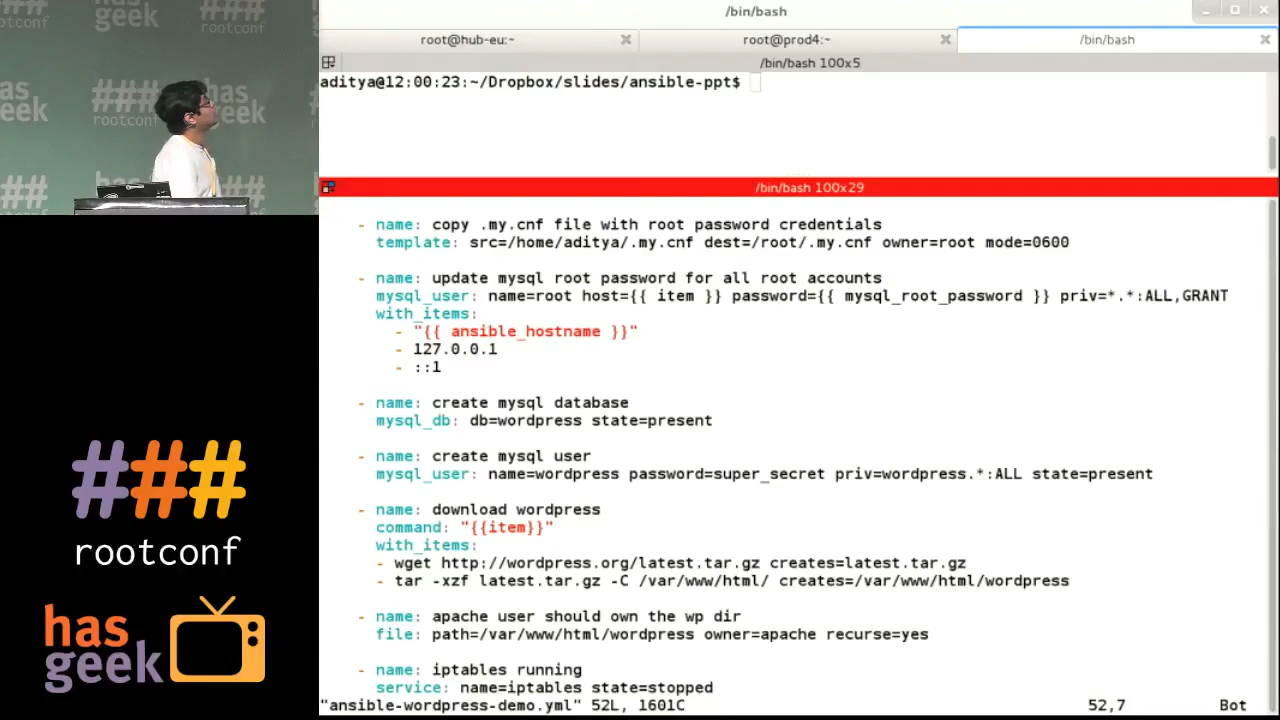 /bin/bash
root@hub-eu:~
root@prod4:~
/bin/bash
/bin/bash 100x5
aditya@12:00:23:~/Dropbox/slides/ansible-ppt$
/bin/bash 100x29
- name: copy .my.cnf file with root password credentials
template: src=/home/aditya/.my.cnf dest=/root/.my.cnf owner=root mode=0600
- name: update mysql root password for all root accounts
mysql_user: name=root host={{ item }} password={{ mysql_root_password }} priv=*.*:ALL,GRANT
with_items:
- "{{ ansible_hostname }}"
- 127.0.0.1
- ::1
- name: create mysql database
mysql_db: db=wordpress state=present
- name: create mysql user
mysql_user: name=wordpress password=super_secret priv=wordpress.*:ALL state=present
- name: download wordpress
command: "{{item}}"
with_items:
- wget http://wordpress.org/latest.tar.gz creates=latest.tar.gz
- tar -xzf latest.tar.gz -C /var/www/html/ creates=/var/www/html/wordpress
- name: apache user should own the wp dir
file: path=/var/www/html/wordpress owner=apache recurse=yes
- name: iptables running
service: name=iptables state=stopped
"ansible-wordpress-demo.yml" 52L, 1601C 52,7 Bot
has
geek
###
rootconf
###
rootconf
has
geek